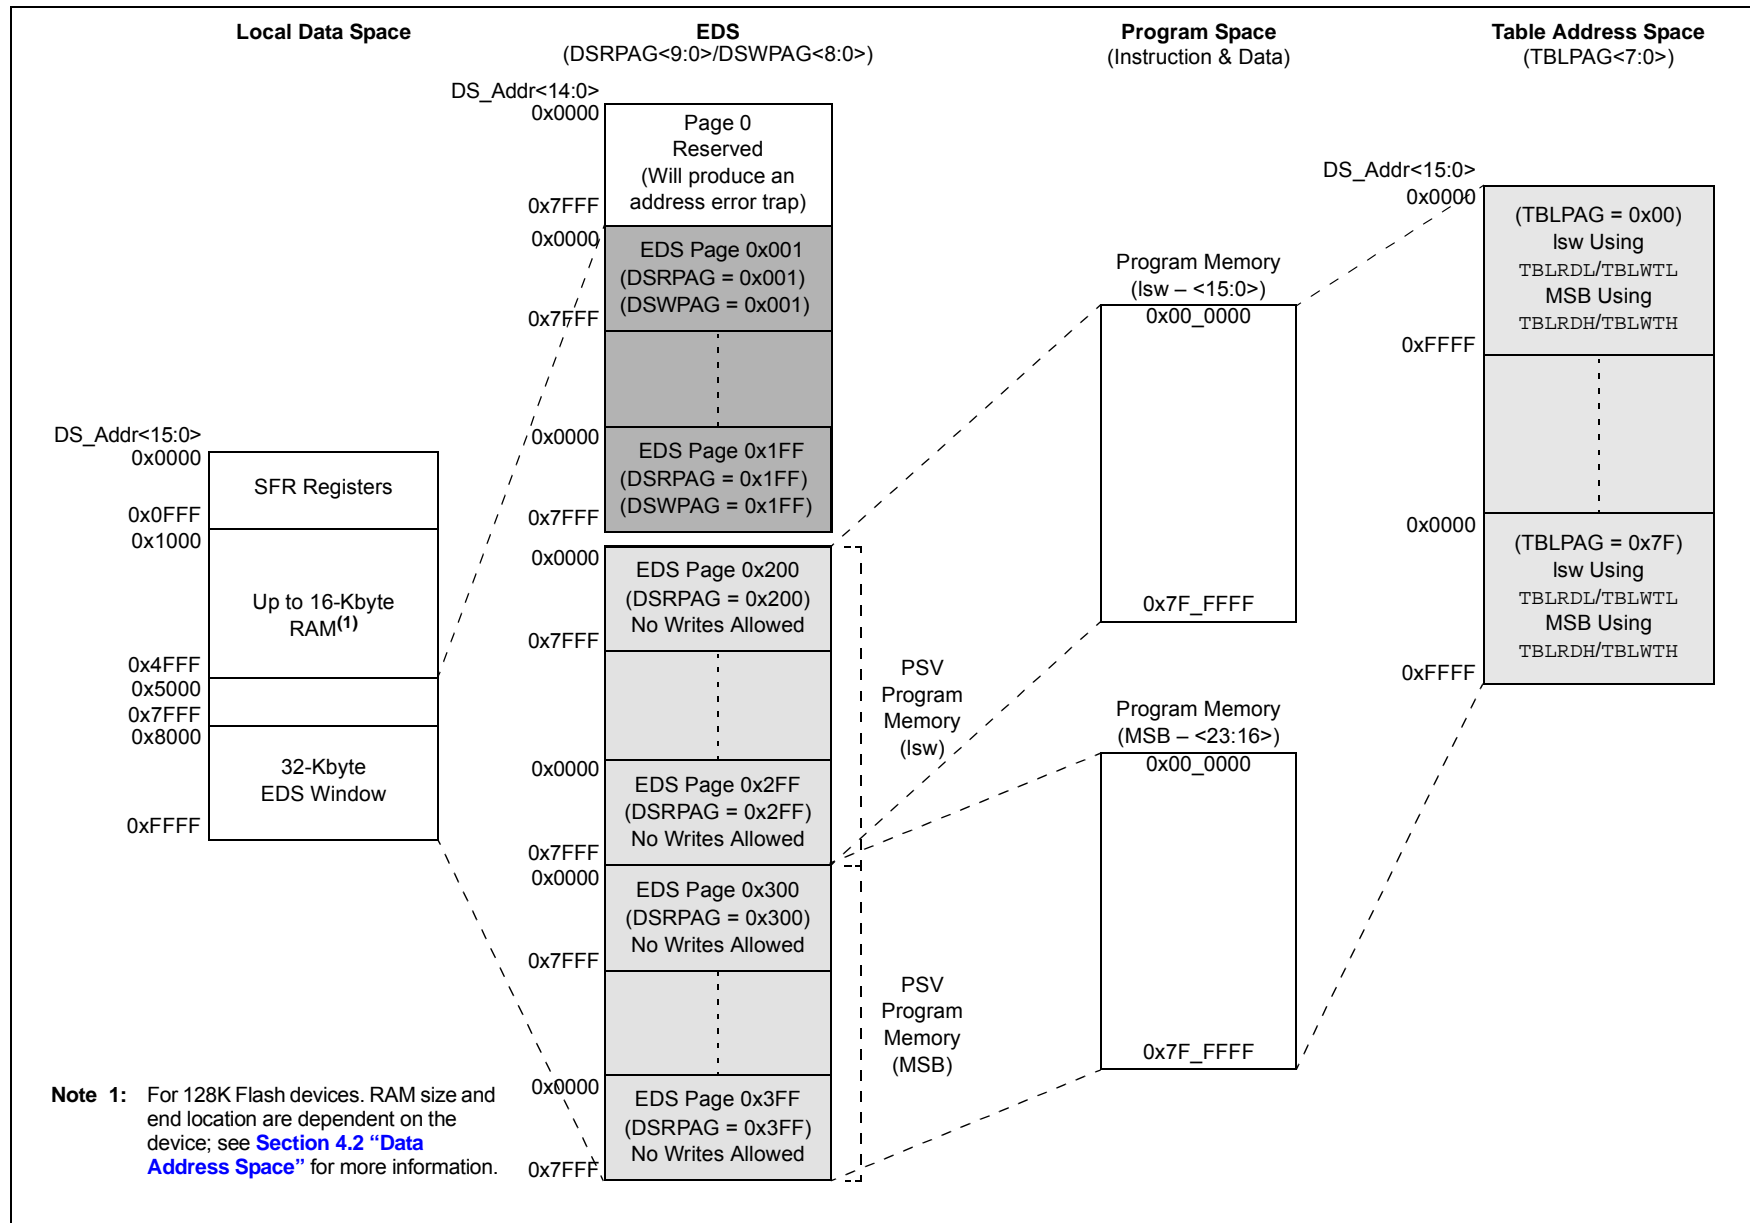 Local Data Space
EDS
(DSRPAG<9:0>/DSWPAG<8:0>)
Program Space
(Instruction & Data)
Table Address Space
(TBLPAG<7:0>)
DS_Addr<15:0>
0x0000
SFR Registers
0x0FFF
0x1000
Up to 16-Kbyte
RAM(1)
0x4FFF
0x5000
0x7FFF
0x8000
32-Kbyte
EDS Window
0xFFFF
DS_Addr<14:0>
0x0000
Page 0
Reserved
(Will produce an
address error trap)
0x7FFF
0x0000
EDS Page 0x001
(DSRPAG = 0x001)
(DSWPAG = 0x001)
0x7FFF
0x0000
EDS Page 0x1FF
(DSRPAG = 0x1FF)
(DSWPAG = 0x1FF)
0x7FFF
0x0000
EDS Page 0x200
(DSRPAG = 0x200)
No Writes Allowed
0x7FFF
0x0000
EDS Page 0x2FF
(DSRPAG = 0x2FF)
No Writes Allowed
0x7FFF
0x0000
EDS Page 0x300
(DSRPAG = 0x300)
No Writes Allowed
0x7FFF
0x0000
EDS Page 0x3FF
(DSRPAG = 0x3FF)
No Writes Allowed
0x7FFF
PSV
Program
Memory
(lsw)
PSV
Program
Memory
(MSB)
Program Memory
(lsw – <15:0>)
0x00_0000
0x7F_FFFF
Program Memory
(MSB – <23:16>)
0x00_0000
0x7F_FFFF
DS_Addr<15:0>
0x0000
(TBLPAG = 0x00)
lsw Using
TBLRDL/TBLWTL
MSB Using
TBLRDH/TBLWTH
0xFFFF
0x0000
(TBLPAG = 0x7F)
lsw Using
TBLRDL/TBLWTL
MSB Using
TBLRDH/TBLWTH
0xFFFF
Note 1: For 128K Flash devices. RAM size and
end location are dependent on the
device; see Section 4.2 “Data
Address Space” for more information.